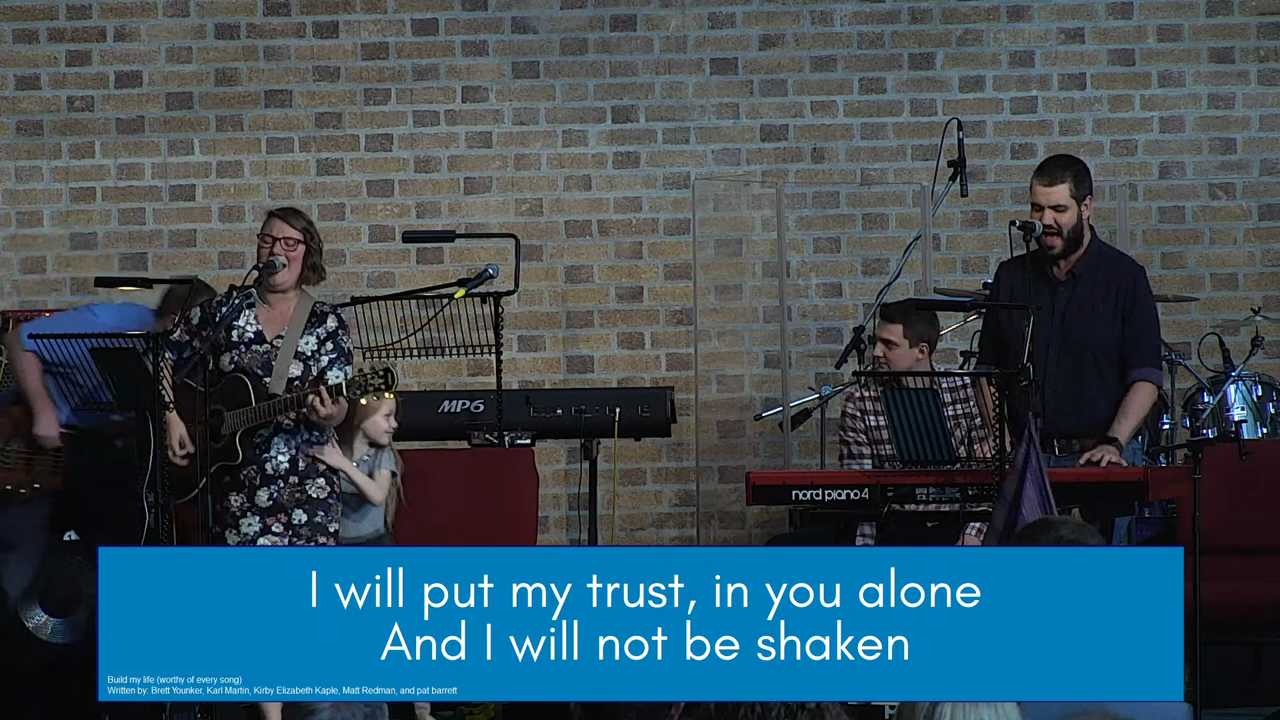 MP6
nord piano 4
I will put my trust, in you alone
And I will not be shaken
Build my life (worthy of every song)
Written by: Brett Younker, Karl Martin, Kirby Elizabeth Kaple, Matt Redman, and pat barrett